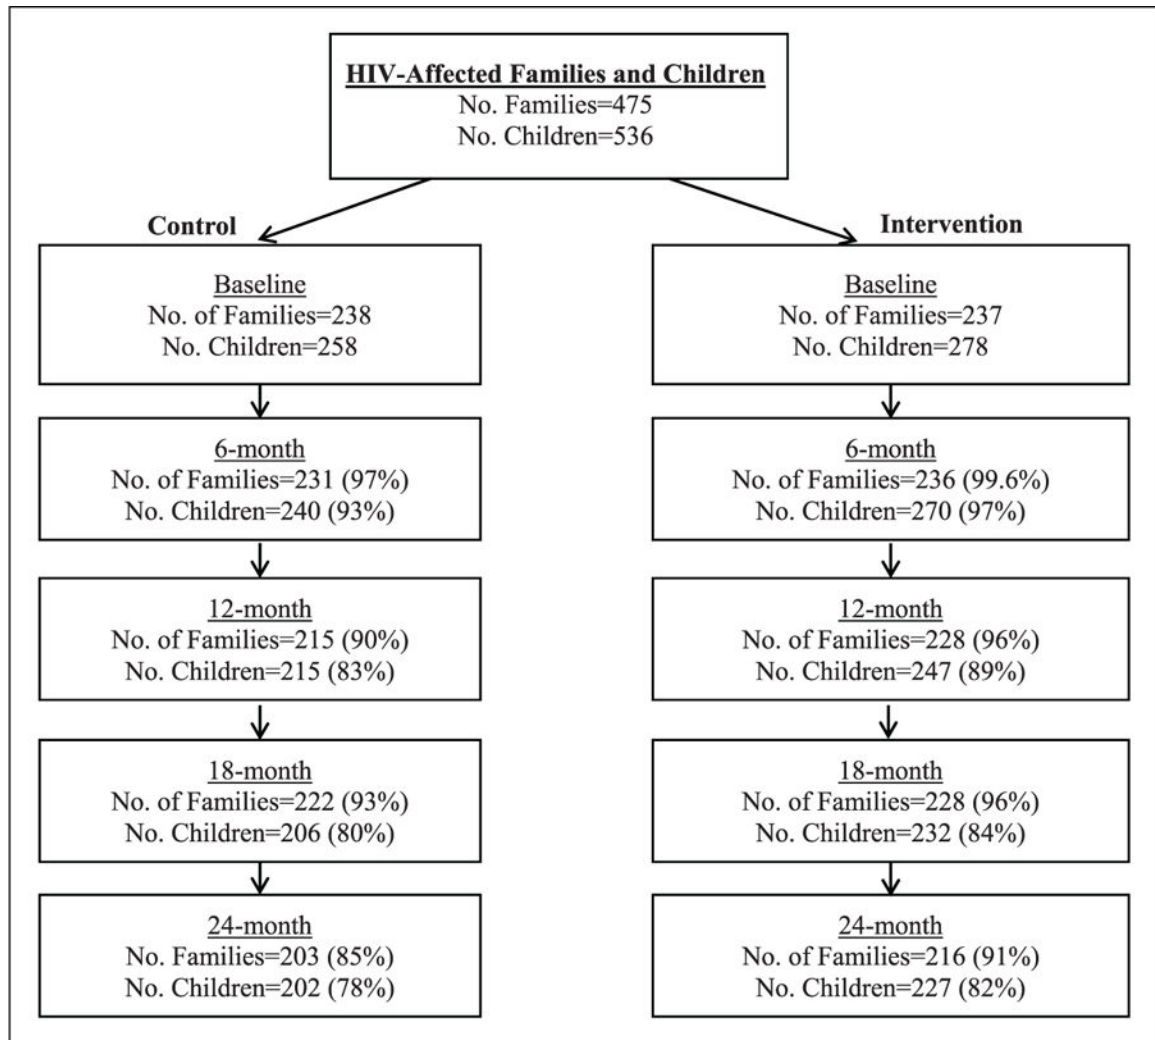 HIV-Affected Families and Children
No. Families=475
No. Children=536
Control
Intervention
Baseline
No. of Families=238
No. Children=258
Baseline
No. of Families=237
No. Children=278
6-month
No. of Families=231 (97%)
No. Children=240 (93%)
6-month
No. of Families=236 (99.6%)
No. Children=270 (97%)
12-month
No. of Families=215 (90%)
No. Children=215 (83%)
12-month
No. of Families=228 (96%)
No. Children=247 (89%)
18-month
No. of Families=222 (93%)
No. Children=206 (80%)
18-month
No. of Families=228 (96%)
No. Children=232 (84%)
24-month
No. Families=203 (85%)
No. Children=202 (78%)
24-month
No. of Families=216 (91%)
No. Children=227 (82%)